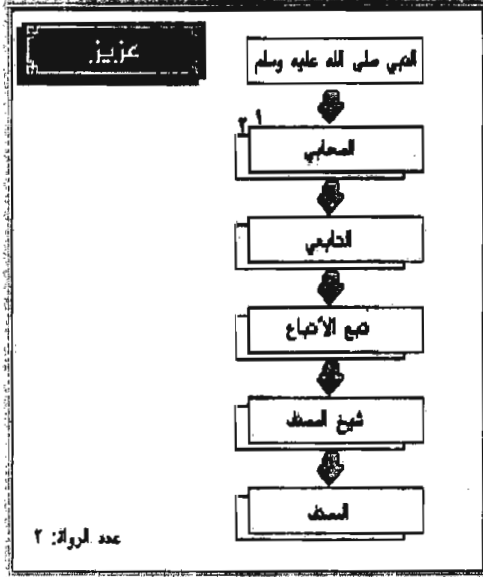 عزيز
النبي صلى الله عليه وسلم
١ ٢
الصحابي
التابعي
تبع الأتباع
شيخ المصنف
المصنف
عدد الرواة: ٢